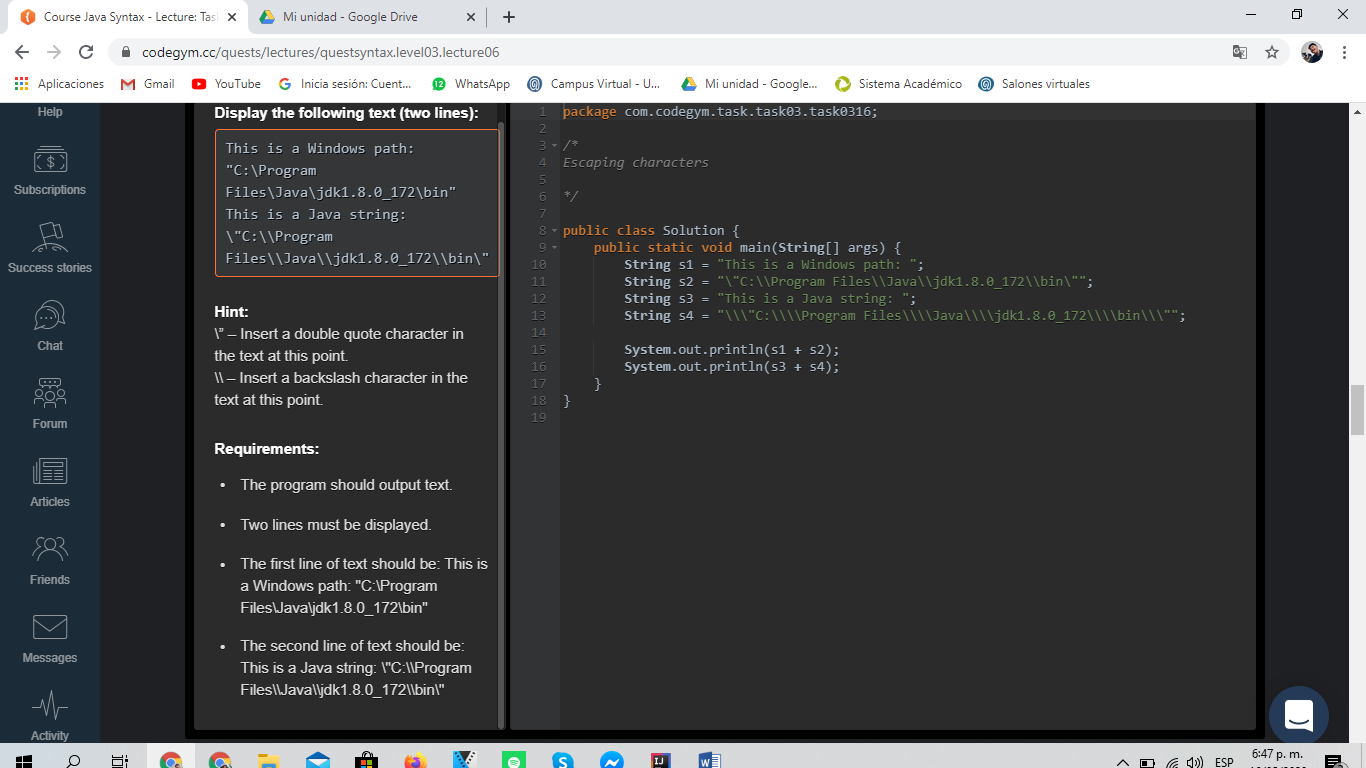 Course Java Syntax - Lecture: Tas
Mi unidad - Google Drive
codegym.cc/quests/lectures/questsyntax.level03.lecture06
Aplicaciones
Gmail
YouTube
Inicia sesión: Cuent...
12
WhatsApp
Campus Virtual - U...
Mi unidad - Google...
Sistema Académico
Salones virtuales
Help
Subscriptions
Success stories
Chat
Forum
Articles
Friends
Messages
Activity
Display the following text (two lines):
This is a Windows path:
"C:\Program
Files\Java\jdk1.8.0_172\bin"
This is a Java string:
\"C:\\Program
Files\\Java\\jdk1.8.0_172\\bin\"
Hint:
\” – Insert a double quote character in
the text at this point.
\\ – Insert a backslash character in the
text at this point.
Requirements:
• The program should output text.
• Two lines must be displayed.
• The first line of text should be: This is
a Windows path: "C:\Program
Files\Java\jdk1.8.0_172\bin"
• The second line of text should be:
This is a Java string: \"C:\\Program
Files\\Java\\jdk1.8.0_172\\bin\"
1 package com.codegym.task.task03.task0316;
2
3 /*
4 Escaping characters
5
6 */
7
8 public class Solution {
9 public static void main(String[] args) {
10 String s1 = "This is a Windows path: ";
11 String s2 = "\"C:\\Program Files\\Java\\jdk1.8.0_172\\bin\"";
12 String s3 = "This is a Java string: ";
13 String s4 = "\\\"C:\\\\Program Files\\\\Java\\\\jdk1.8.0_172\\\\bin\\\"";
14
15 System.out.println(s1 + s2);
16 System.out.println(s3 + s4);
17 }
18 }
19
ESP
6:47 p. m.